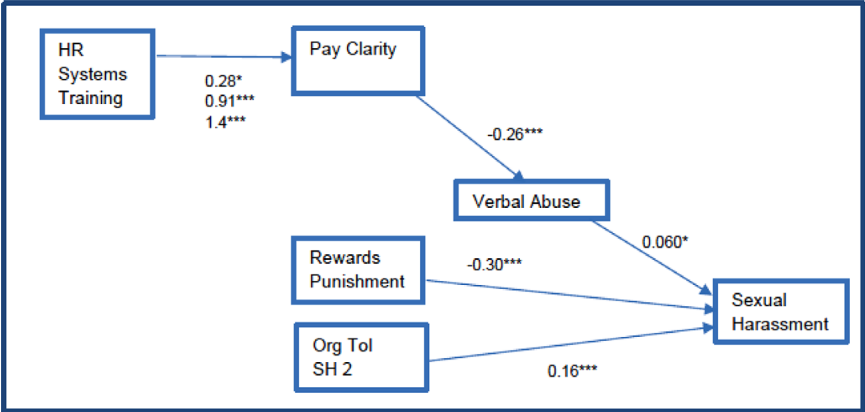 HR
Systems
Training
Pay Clarity
0.28*
0.91***
1.4***
-0.26***
Verbal Abuse
0.060*
Rewards
Punishment
-0.30***
Sexual
Harassment
Org Tol
SH 2
0.16***